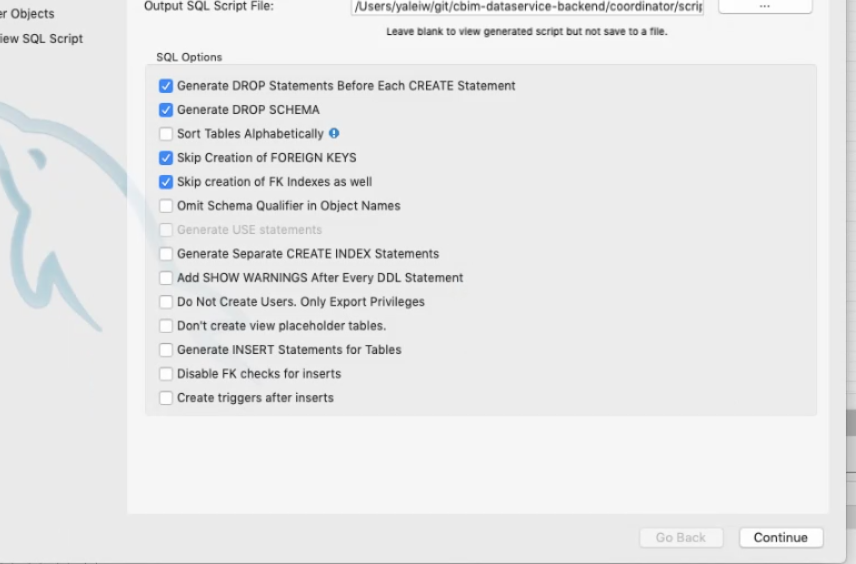 er Objects
iew SQL Script
Output SQL Script File:
/Users/yaleiw/git/cbim-dataservice-backend/coordinator/scrip
...
Leave blank to view generated script but not save to a file.
SQL Options
Generate DROP Statements Before Each CREATE Statement
Generate DROP SCHEMA
Sort Tables Alphabetically
Skip Creation of FOREIGN KEYS
Skip creation of FK Indexes as well
Omit Schema Qualifier in Object Names
Generate USE statements
Generate Separate CREATE INDEX Statements
Add SHOW WARNINGS After Every DDL Statement
Do Not Create Users. Only Export Privileges
Don't create view placeholder tables.
Generate INSERT Statements for Tables
Disable FK checks for inserts
Create triggers after inserts
Go Back
Continue